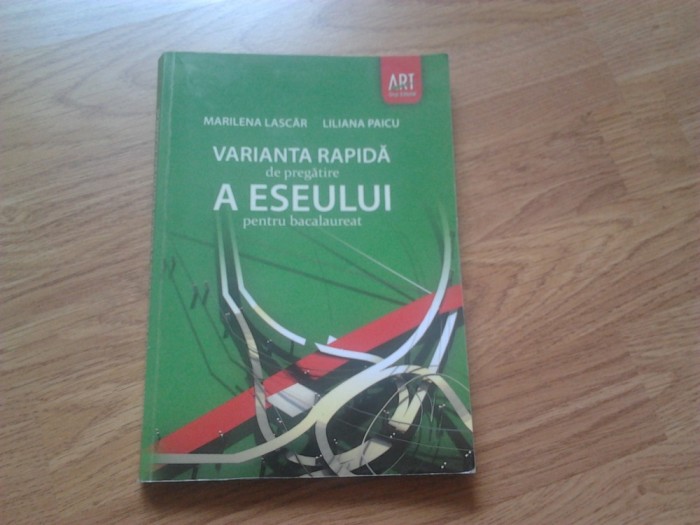 ART
MARILENA LASCĂR LILIANA PAICU
VARIANTA RAPIDĂ
de pregătire
A ESEULUI
pentru bacalaureat